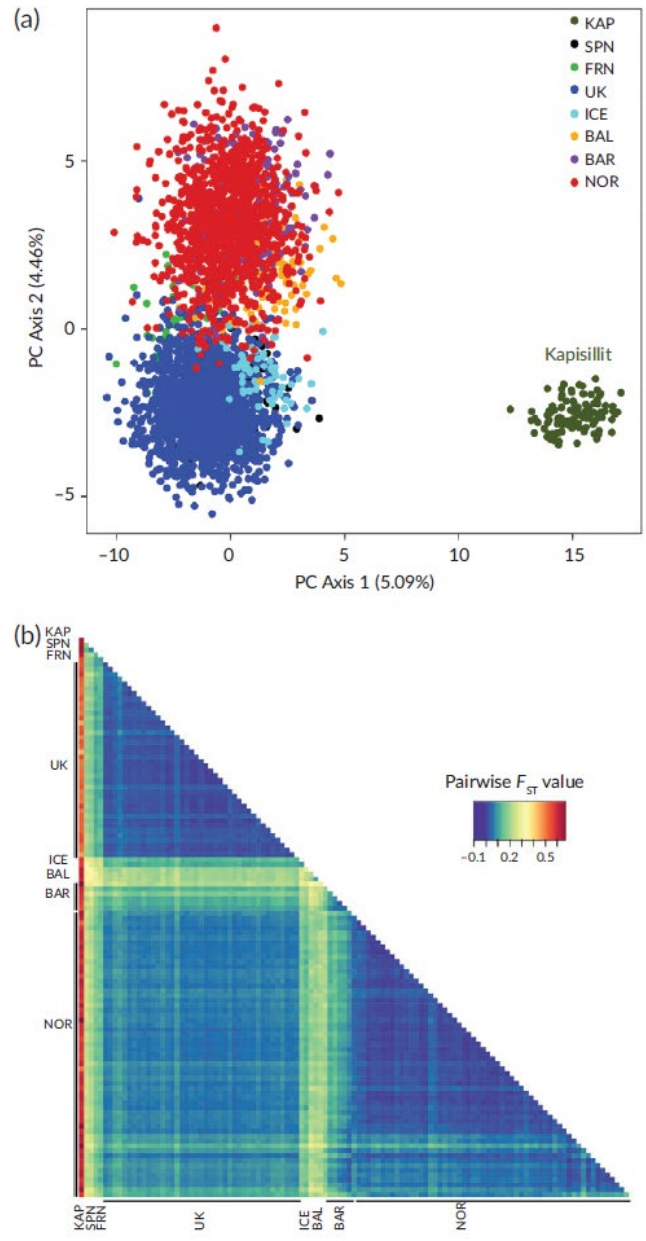 (a)
KAP
SPN
FRN
UK
ICE
BAL
BAR
NOR
5
0
−5
PC Axis 2 (4.46%)
Kapisillit
−10 0 5 10 15
PC Axis 1 (5.09%)
(b)
KAP
SPN
FRN
UK
ICE
BAL
BAR
NOR
Pairwise FST value
−0.1 0.2 0.5
KAP SPN FRN UK ICE BAL BAR NOR